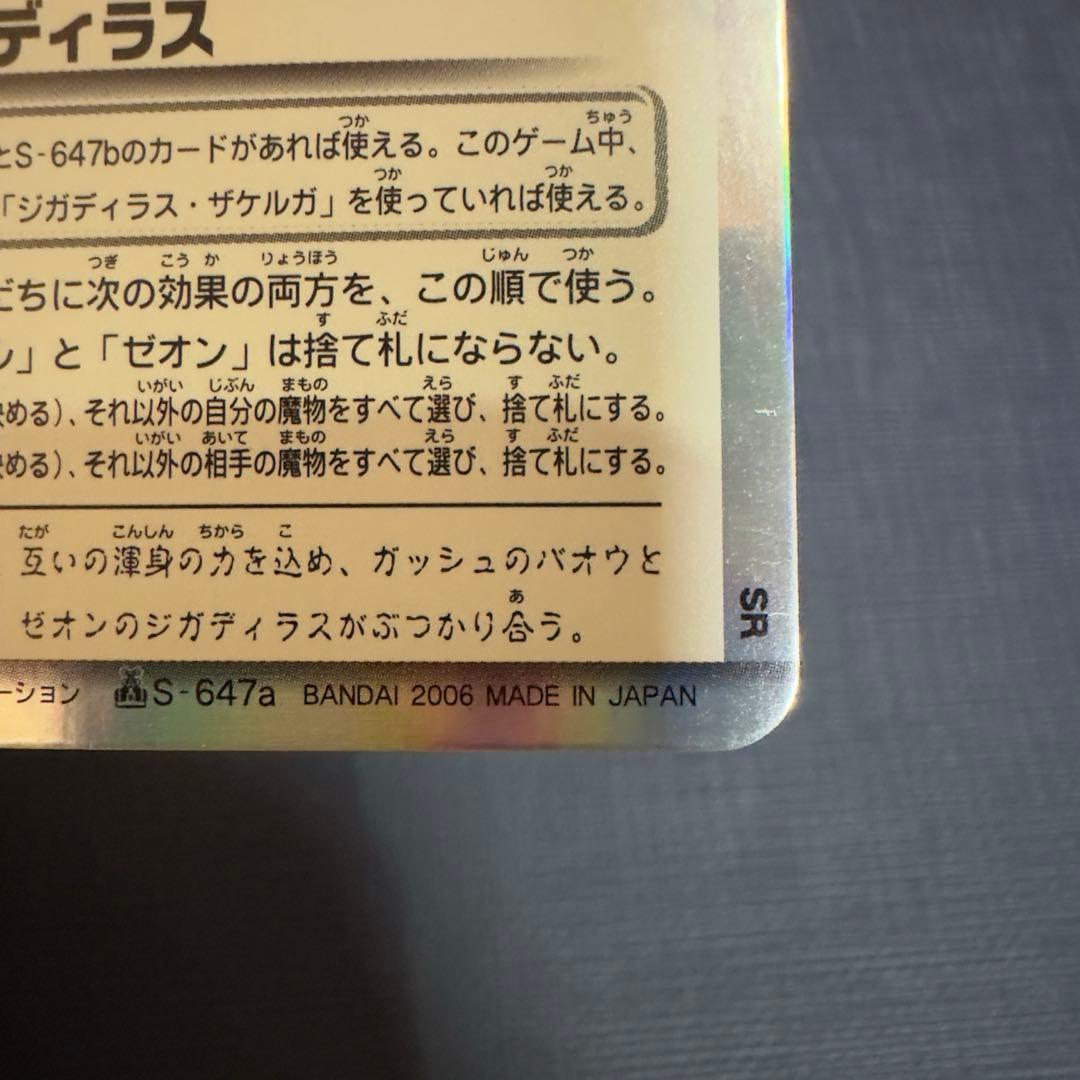 ディラス
とS-647bのカードがあれば使える。このゲーム中、
「ジガディラス・ザケルガ」を使っていれば使える。
だちに次の効果の両方を、この順で使う。
ル」と「ゼオン」は捨て札にならない。
決める)、それ以外の自分の魔物をすべて選び、捨て札にする。
決める)、それ以外の相手の魔物をすべて選び、捨て札にする。
互いの渾身の力を込め、ガッシュのバオウと
ゼオンのジガディラスがぶつかり合う。
SR
ーション S-647a BANDAI 2006 MADE IN JAPAN